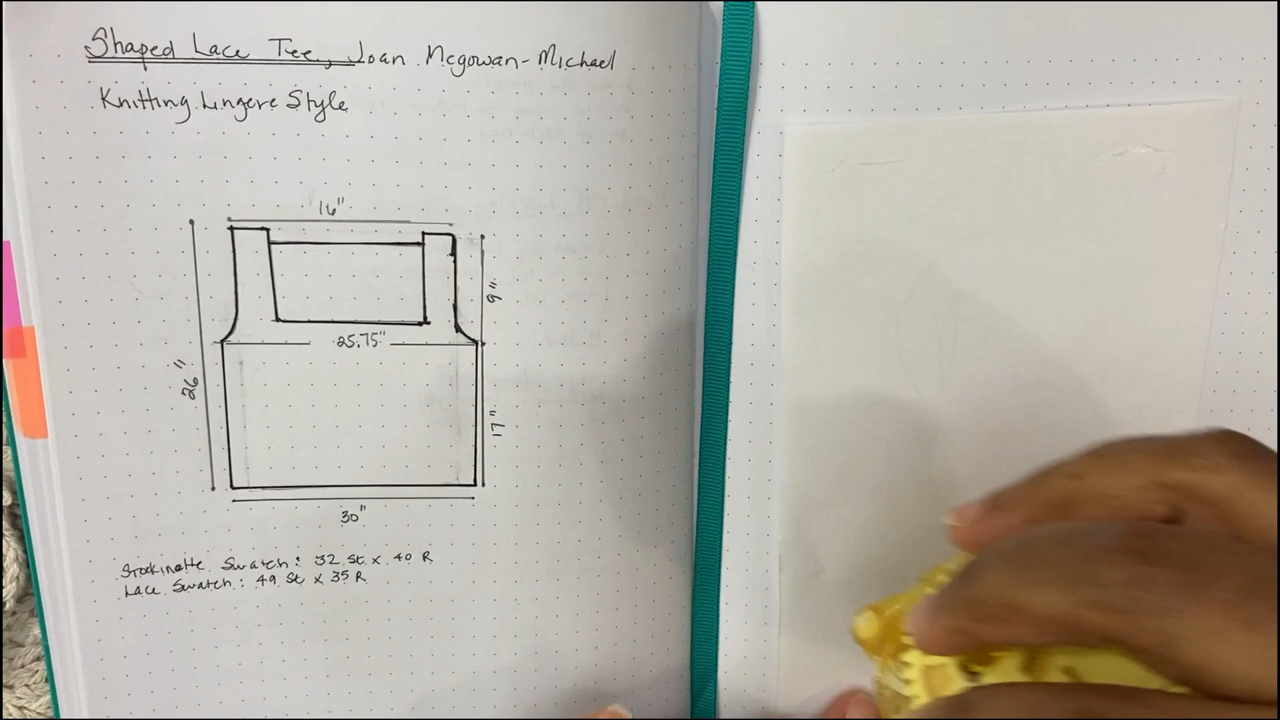 Shaped Lace Tee, Joan Mcgowan-Michael
Knitting Lingere Style
16"
9"
25.75"
26"
17"
30"
Stockinette Swatch: 32 St x 40 R
Lace Swatch: 49 St x 35 R